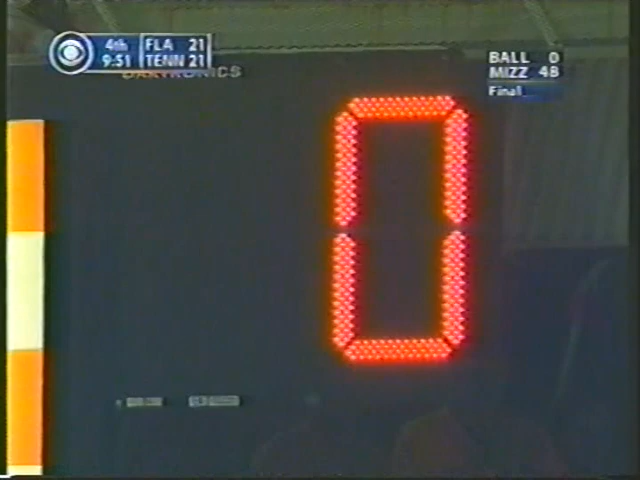 4th FLA 21
9:51 TENN 21
DAKTRONICS
BALL 0
MIZZ 48
Final
0